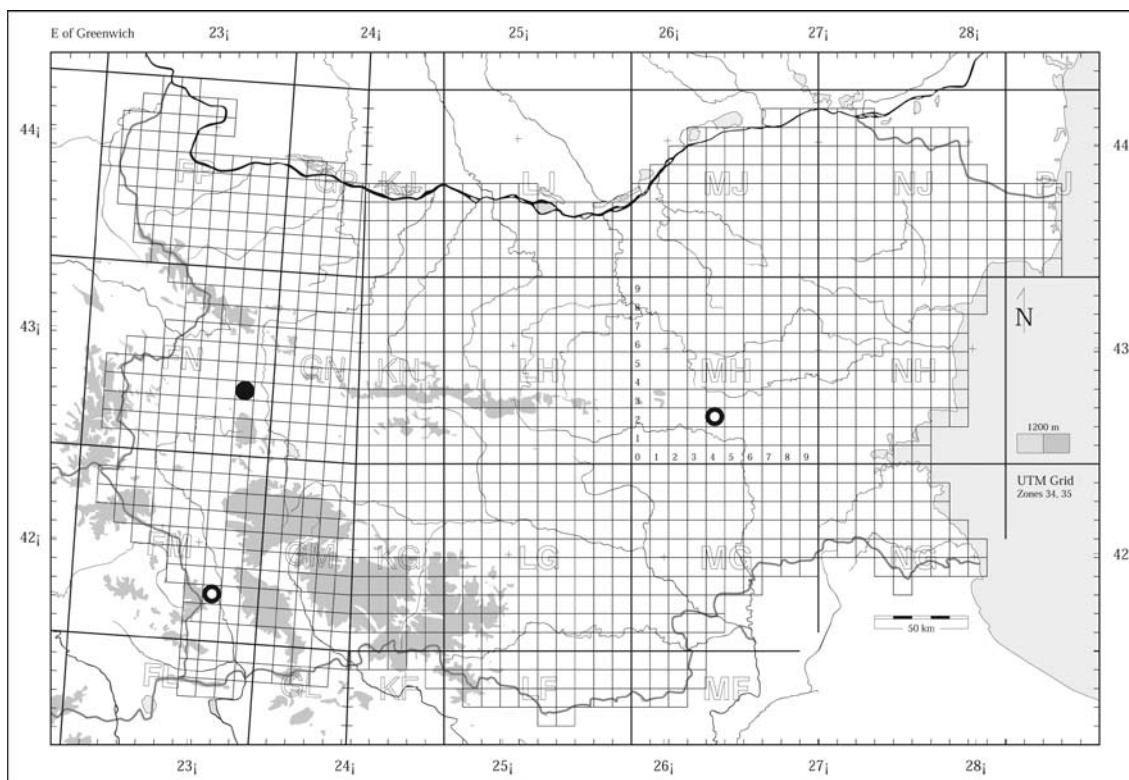 E of Greenwich
23¡ 24¡ 25¡ 26¡ 27¡ 28¡
44¡ 44
FP GP KJ LJ MJ NJ PJ
9
8
7
43¡ 6 N 43
FN GN KN LH 5 MH NH
4
3
2
1
1200 m
0 1 2 3 4 5 6 7 8 9
UTM Grid
Zones 34, 35
42¡ 42
FM GM KG LG MG NG
50 km
FL GL KF LF MF
23¡ 24¡ 25¡ 26¡ 27¡ 28¡